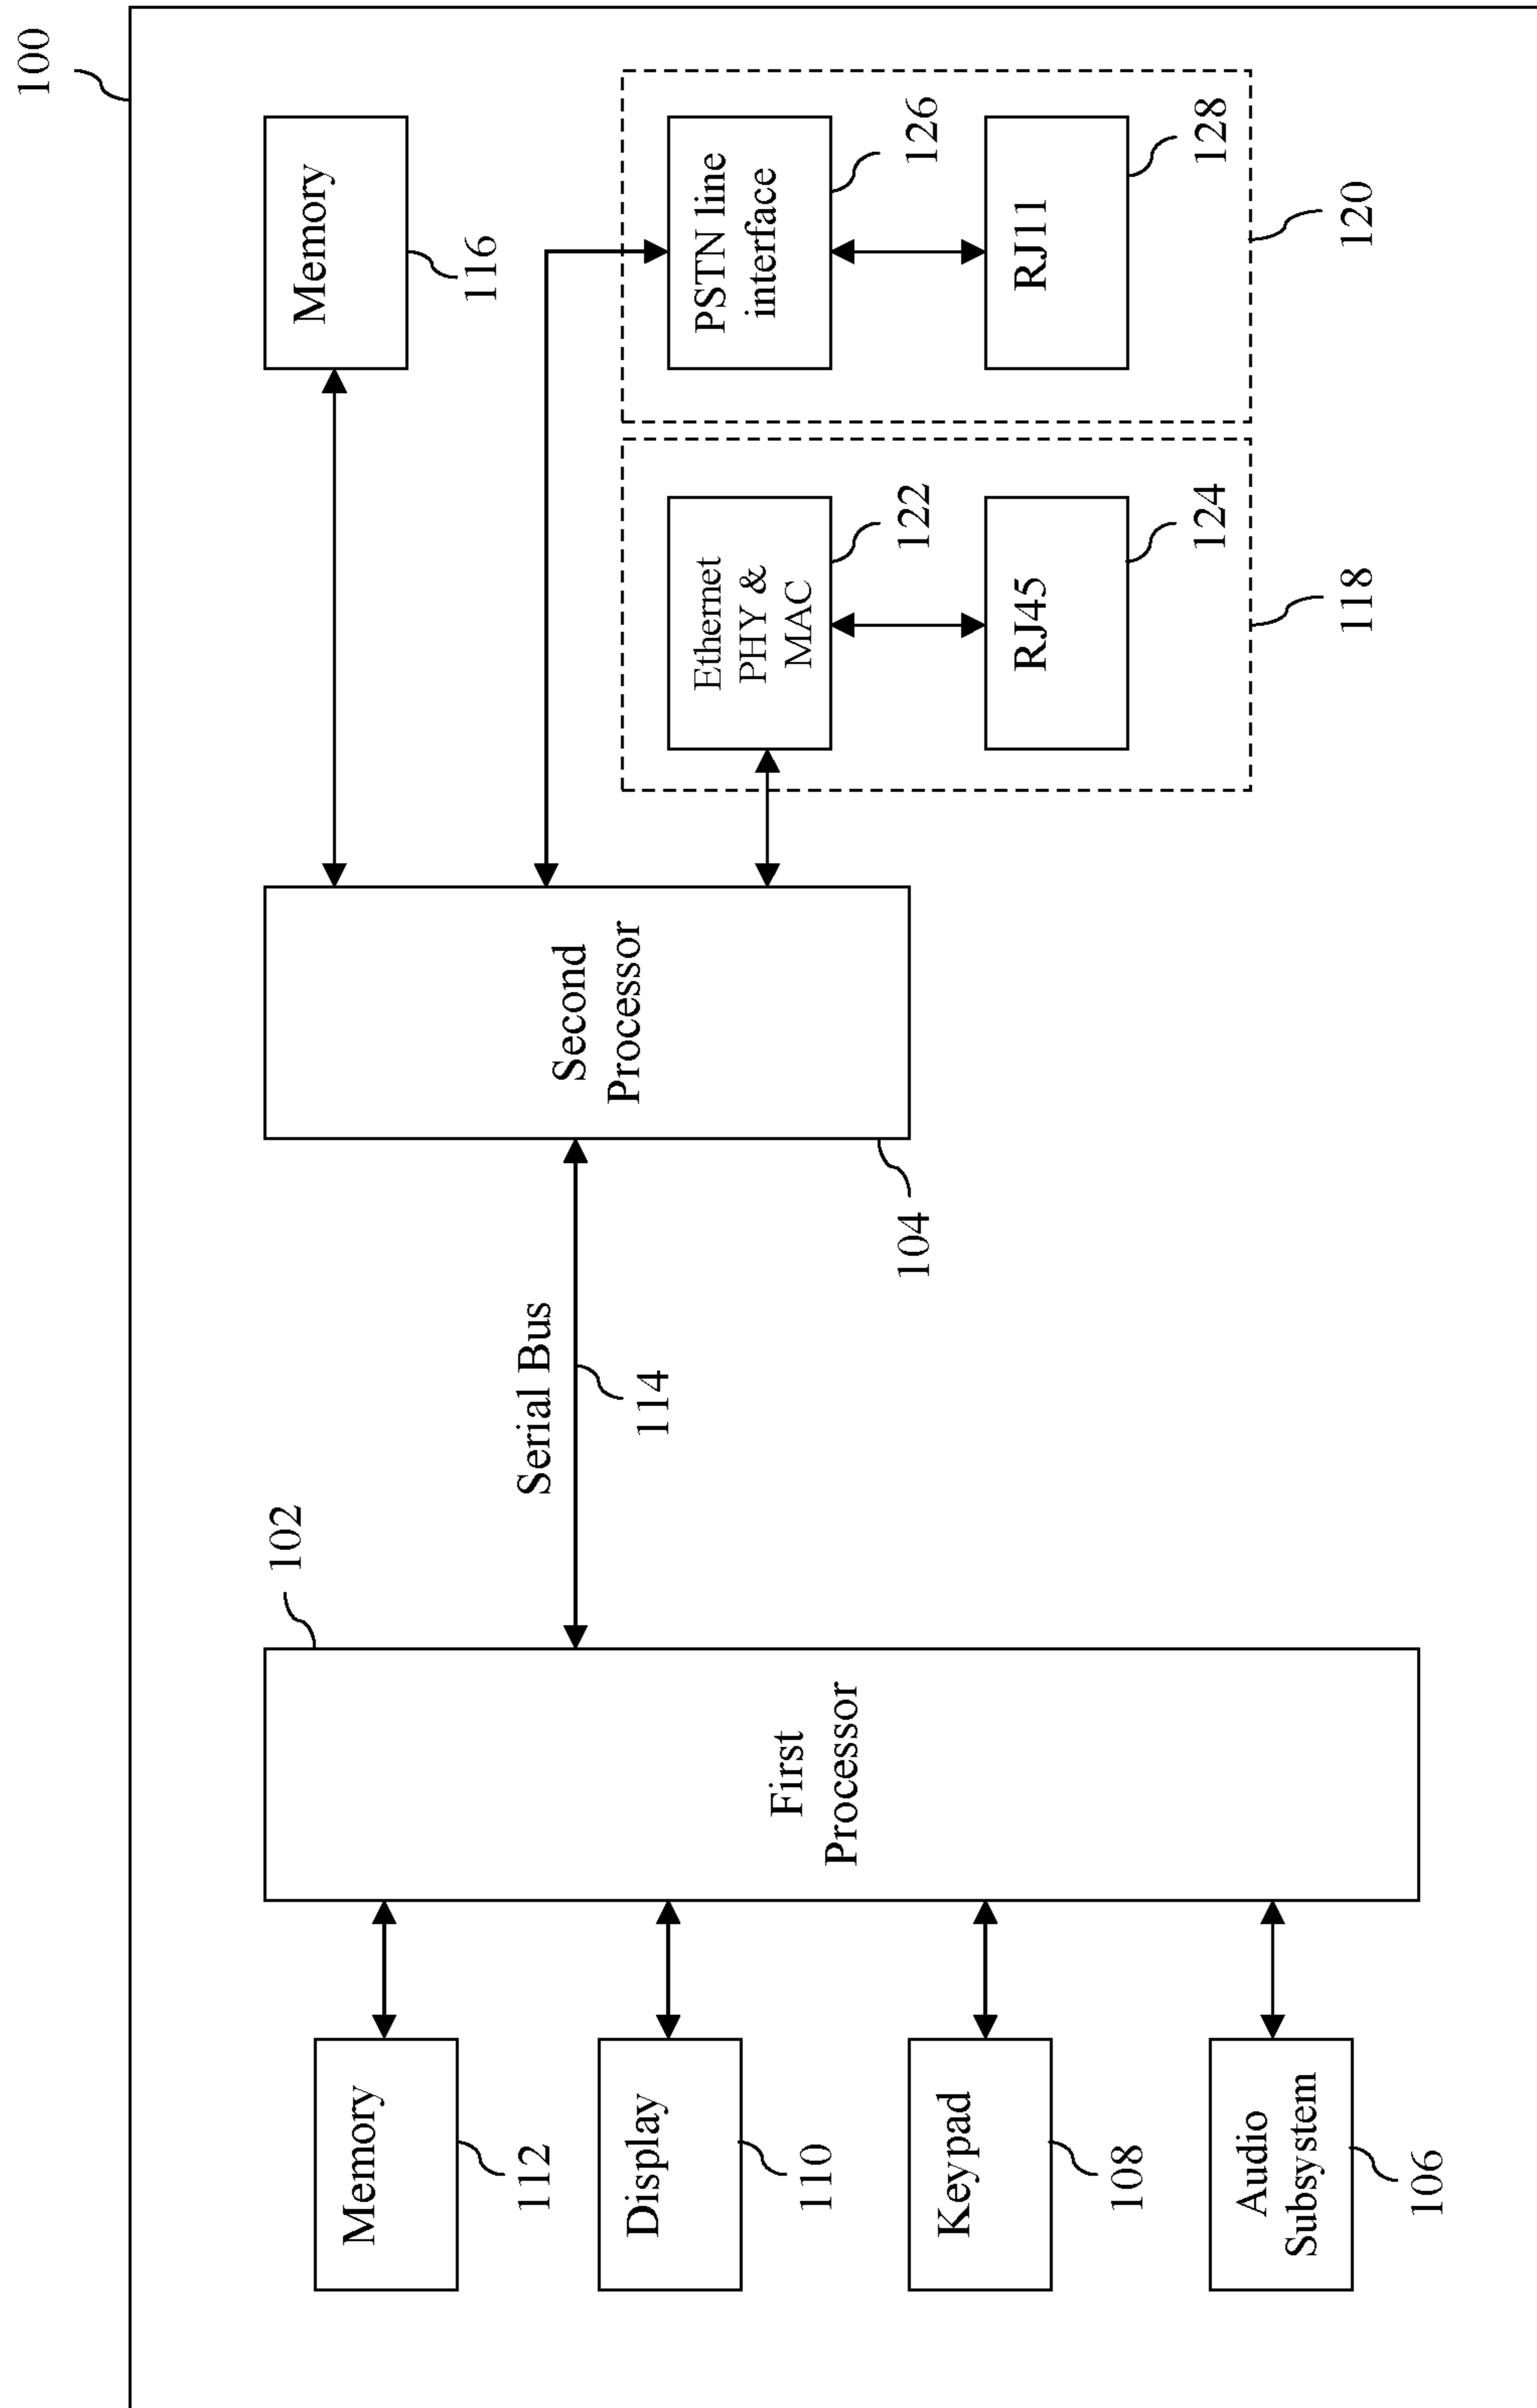 100
Memory
116
PSTN line
interface
126
RJ11
128
120
Ethernet
PHY &
MAC
122
RJ45
124
118
Second
Processor
104
Serial Bus
114
102
First
Processor
Memory
112
Display
110
Keypad
108
Audio
Subsystem
106